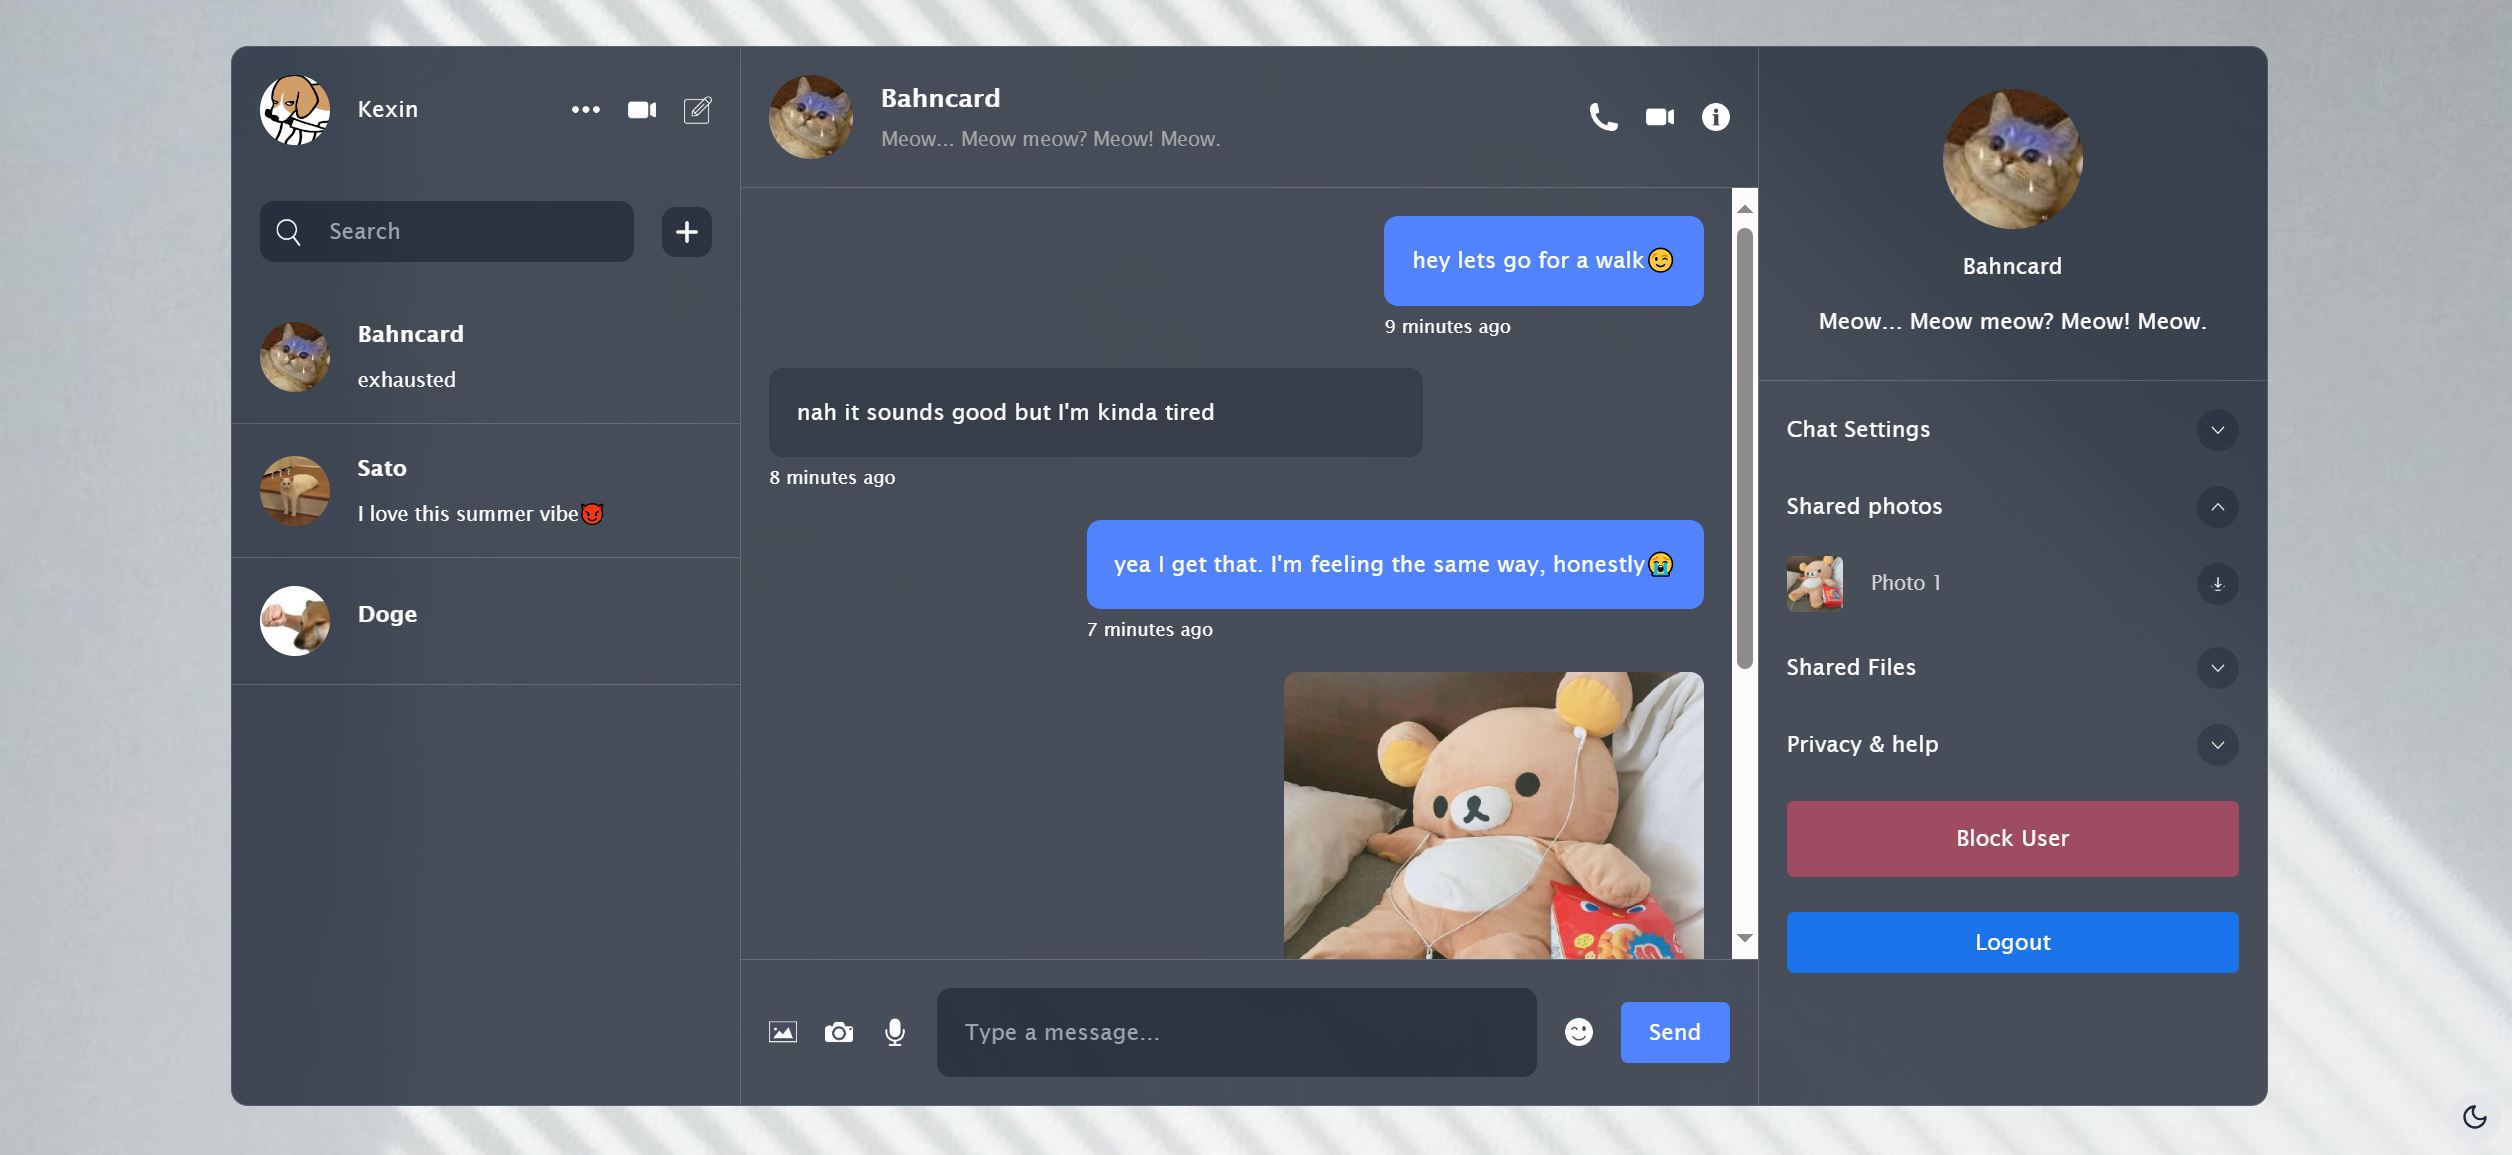 Kexin
Search
Bahncard
exhausted
Sato
I love this summer vibe😈
Doge
Bahncard
Meow... Meow meow? Meow! Meow.
hey lets go for a walk😉
9 minutes ago
nah it sounds good but I'm kinda tired
8 minutes ago
yea I get that. I'm feeling the same way, honestly😭
7 minutes ago
Type a message...
Send
Bahncard
Meow... Meow meow? Meow! Meow.
Chat Settings
Shared photos
Photo 1
Shared Files
Privacy & help
Block User
Logout